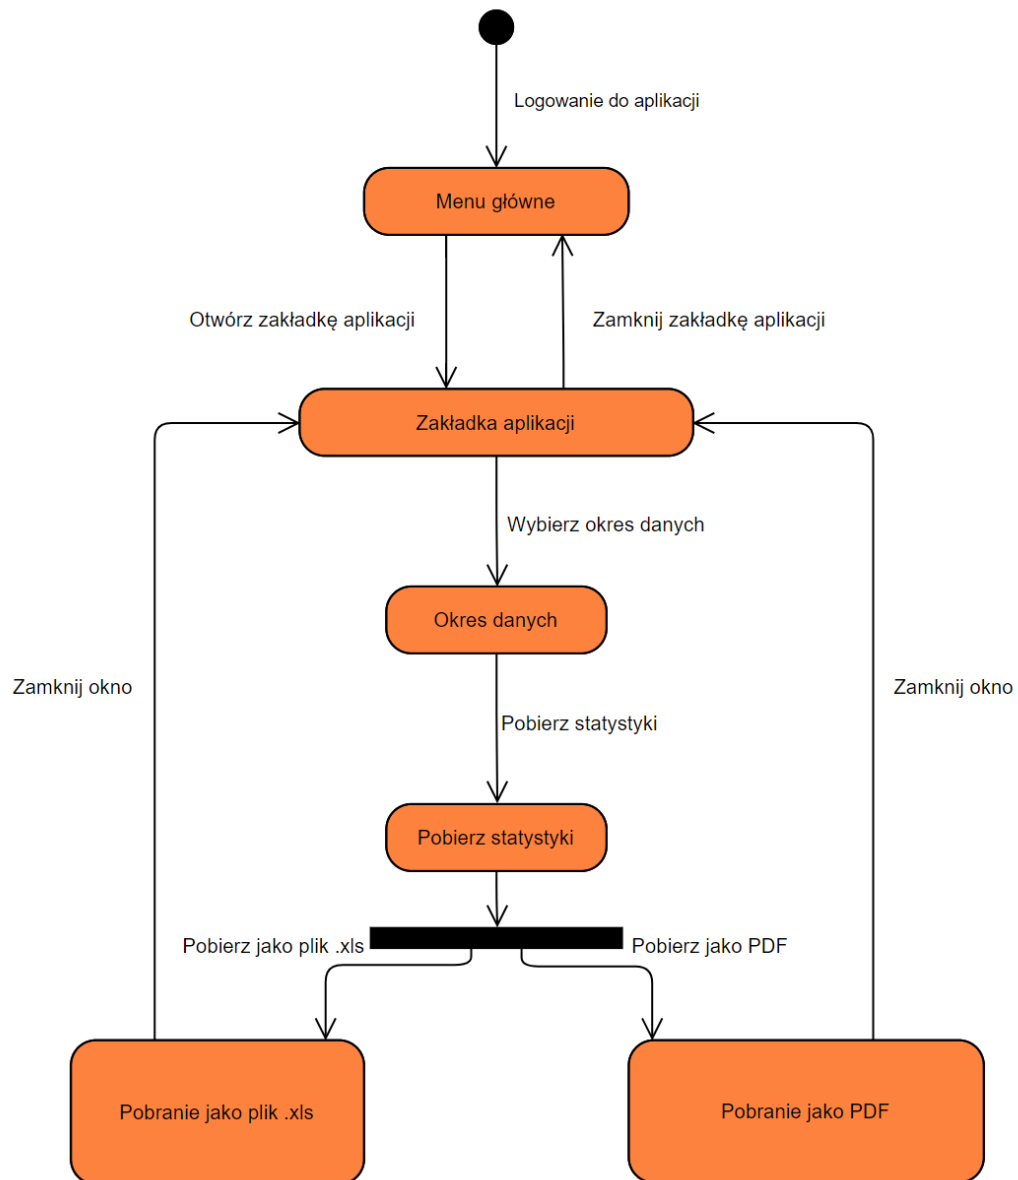 Logowanie do aplikacji
Menu główne
Otwórz zakładkę aplikacji
Zamknij zakładkę aplikacji
Zakładka aplikacji
Wybierz okres danych
Okres danych
Zamknij okno
Zamknij okno
Pobierz statystyki
Pobierz statystyki
Pobierz jako plik .xls
Pobierz jako PDF
Pobranie jako plik .xls
Pobranie jako PDF